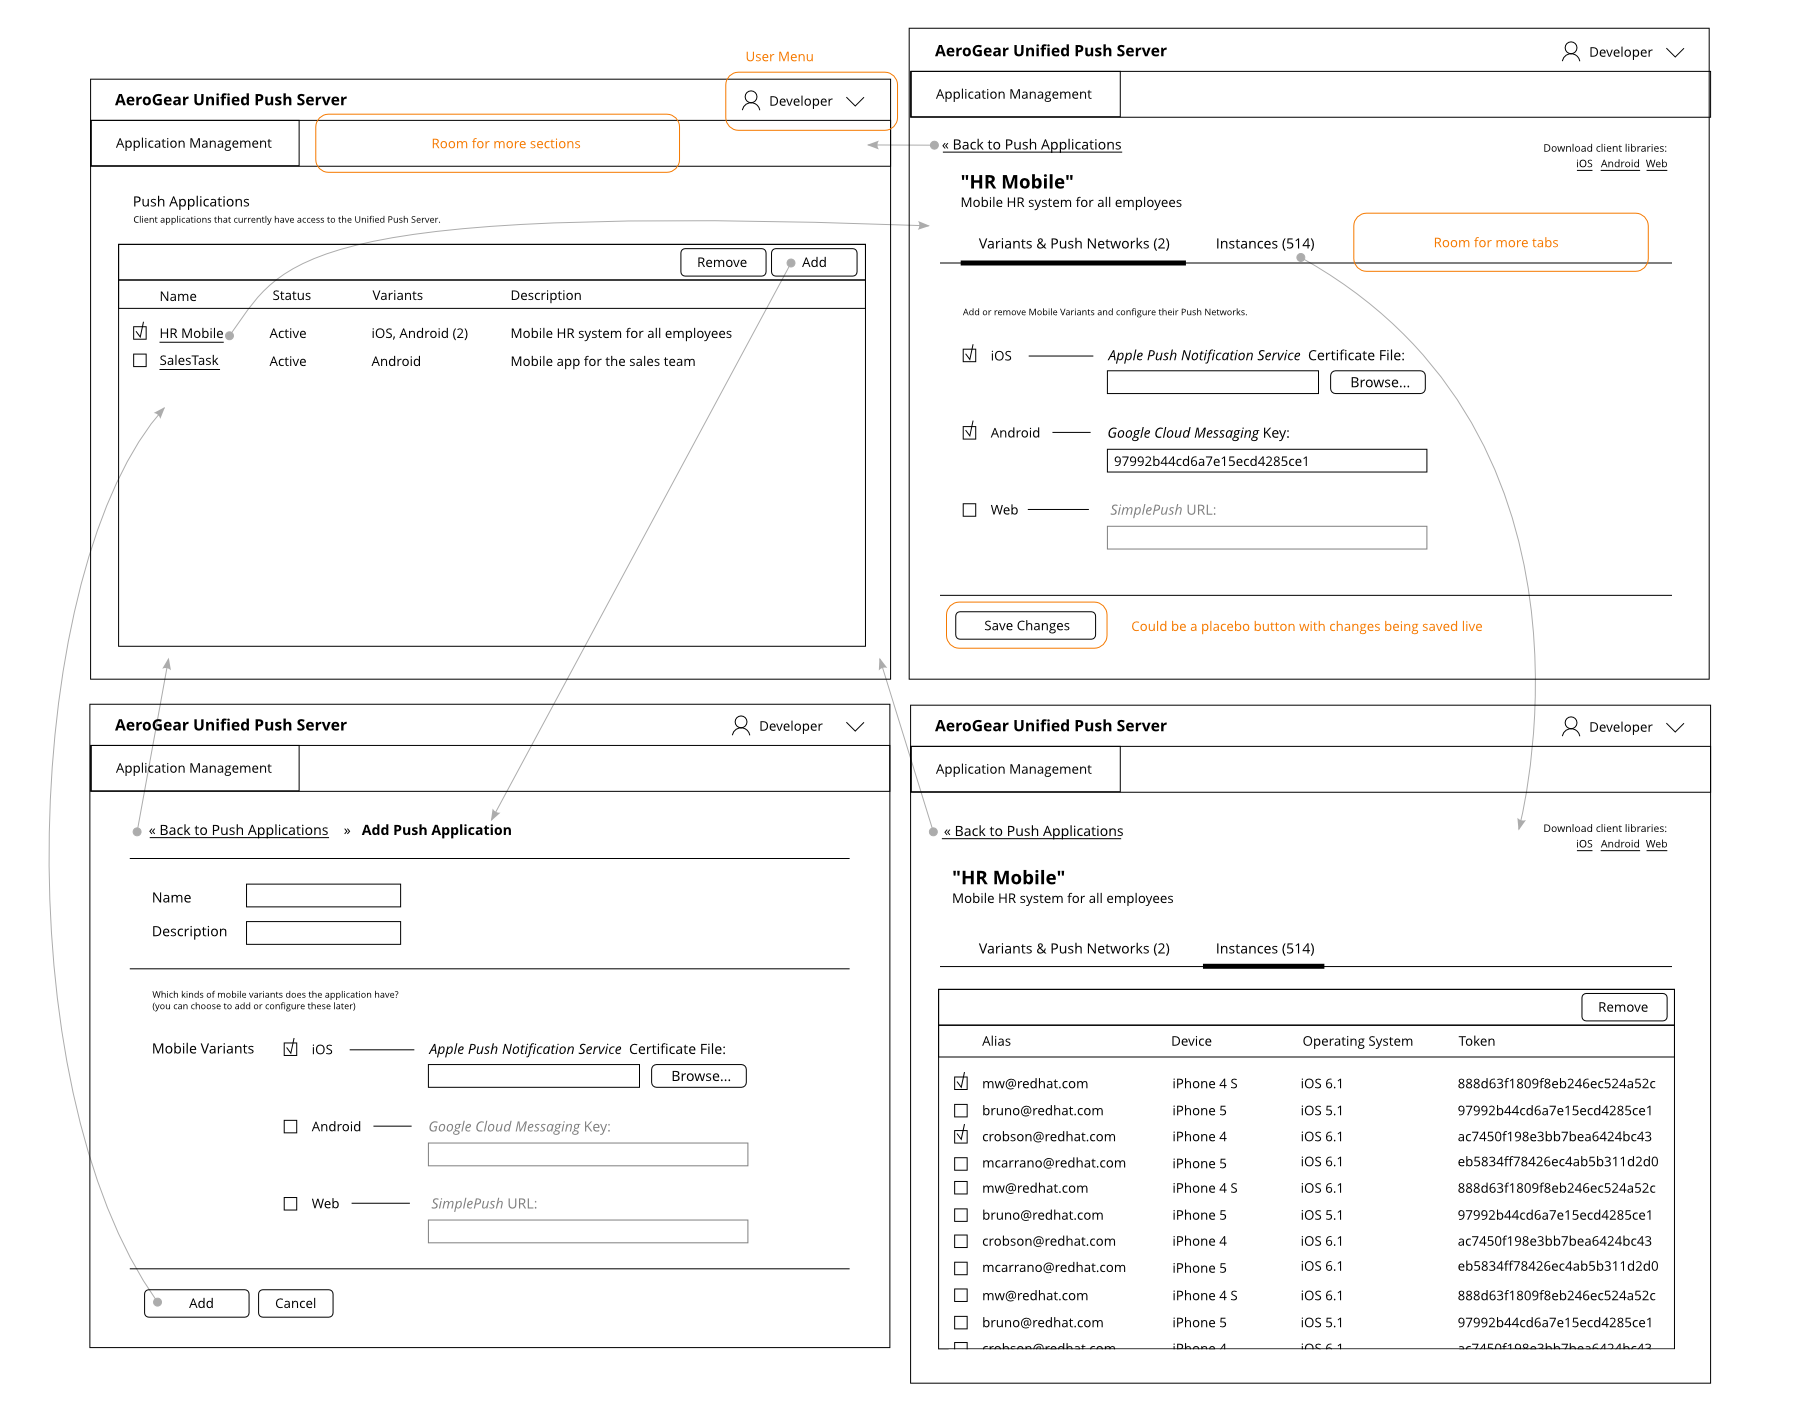 User Menu
AeroGear Unified Push Server
Developer
Application Management
Room for more sections
Push Applications
Client applications that currently have access to the Unified Push Server.
Remove Add
Name Status Variants Description
HR Mobile Active iOS, Android (2) Mobile HR system for all employees
SalesTask Active Android Mobile app for the sales team
AeroGear Unified Push Server
Developer
Application Management
« Back to Push Applications
Download client libraries:
iOS Android Web
"HR Mobile"
Mobile HR system for all employees
Variants & Push Networks (2) Instances (514)
Room for more tabs
Add or remove Mobile Variants and configure their Push Networks.
iOS Apple Push Notification Service Certificate File:
Browse...
Android Google Cloud Messaging Key:
97992b44cd6a7e15ecd4285ce1
Web SimplePush URL:
Save Changes
Could be a placebo button with changes being saved live
AeroGear Unified Push Server
Developer
Application Management
« Back to Push Applications » Add Push Application
Name
Description
Which kinds of mobile variants does the application have?
(you can choose to add or configure these later)
Mobile Variants iOS Apple Push Notification Service Certificate File:
Browse...
Android Google Cloud Messaging Key:
Web SimplePush URL:
Add Cancel
AeroGear Unified Push Server
Developer
Application Management
« Back to Push Applications
Download client libraries:
iOS Android Web
"HR Mobile"
Mobile HR system for all employees
Variants & Push Networks (2) Instances (514)
Remove
Alias Device Operating System Token
mw@redhat.com iPhone 4 S iOS 6.1 888d63f1809f8eb246ec524a52c
bruno@redhat.com iPhone 5 iOS 5.1 97992b44cd6a7e15ecd4285ce1
crobson@redhat.com iPhone 4 iOS 6.1 ac7450f198e3bb7bea6424bc43
mcarrano@redhat.com iPhone 5 iOS 6.1 eb5834ff78426ec4ab5b311d2d0
mw@redhat.com iPhone 4 S iOS 6.1 888d63f1809f8eb246ec524a52c
bruno@redhat.com iPhone 5 iOS 5.1 97992b44cd6a7e15ecd4285ce1
crobson@redhat.com iPhone 4 iOS 6.1 ac7450f198e3bb7bea6424bc43
mcarrano@redhat.com iPhone 5 iOS 6.1 eb5834ff78426ec4ab5b311d2d0
mw@redhat.com iPhone 4 S iOS 6.1 888d63f1809f8eb246ec524a52c
bruno@redhat.com iPhone 5 iOS 5.1 97992b44cd6a7e15ecd4285ce1
crobson@redhat.com iPhone 4 iOS 6.1 ac7450f198e3bb7bea6424bc43